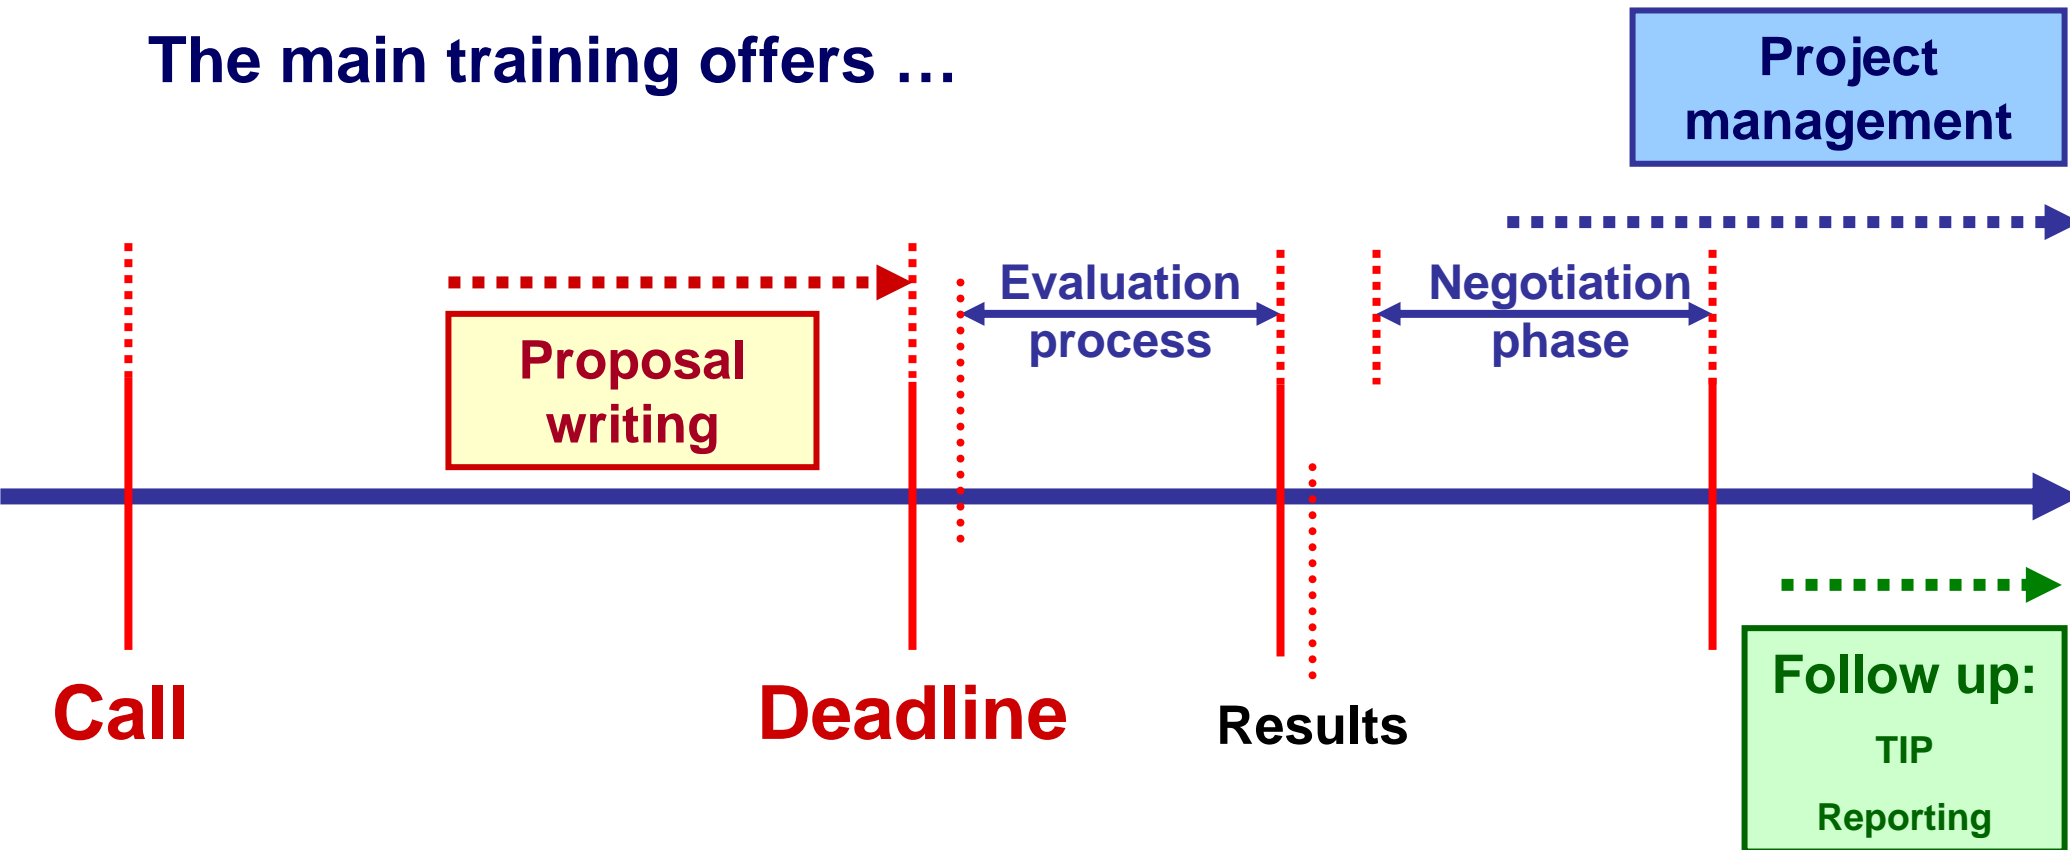 The main training offers …
Project
management
Evaluation
process
Negotiation
phase
Proposal
writing
Call
Deadline
Results
Follow up:
TIP
Reporting